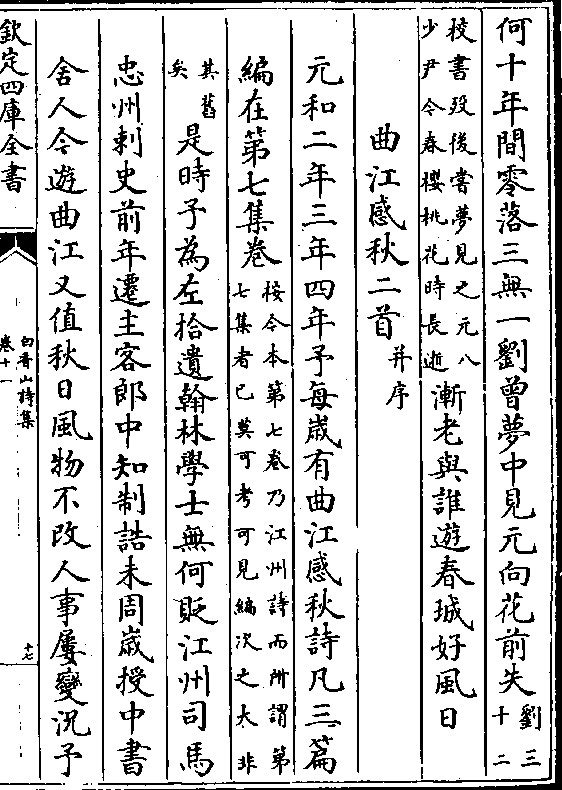 何十年間零落三無一劉曾夢中見元向花前失劉三十二
校書歿後嘗夢見之元八少尹今春櫻桃花時長逝漸老與誰遊春城好風日
曲江感秋二首并序
元和二年三年四年予每歲有曲江感秋詩凡三篇
編在第七集卷按今本第七卷乃江州詩而所謂第七集者已莫可考可見編次之大非
其舊矣是時予為左拾遺翰林學士無何貶江州司馬
忠州刺史前年遷主客郎中知制誥未周歲授中書
舍人今遊曲江又值秋日風物不改人事屢變況予
欽定四庫全書
白香山詩集
卷十一
十七